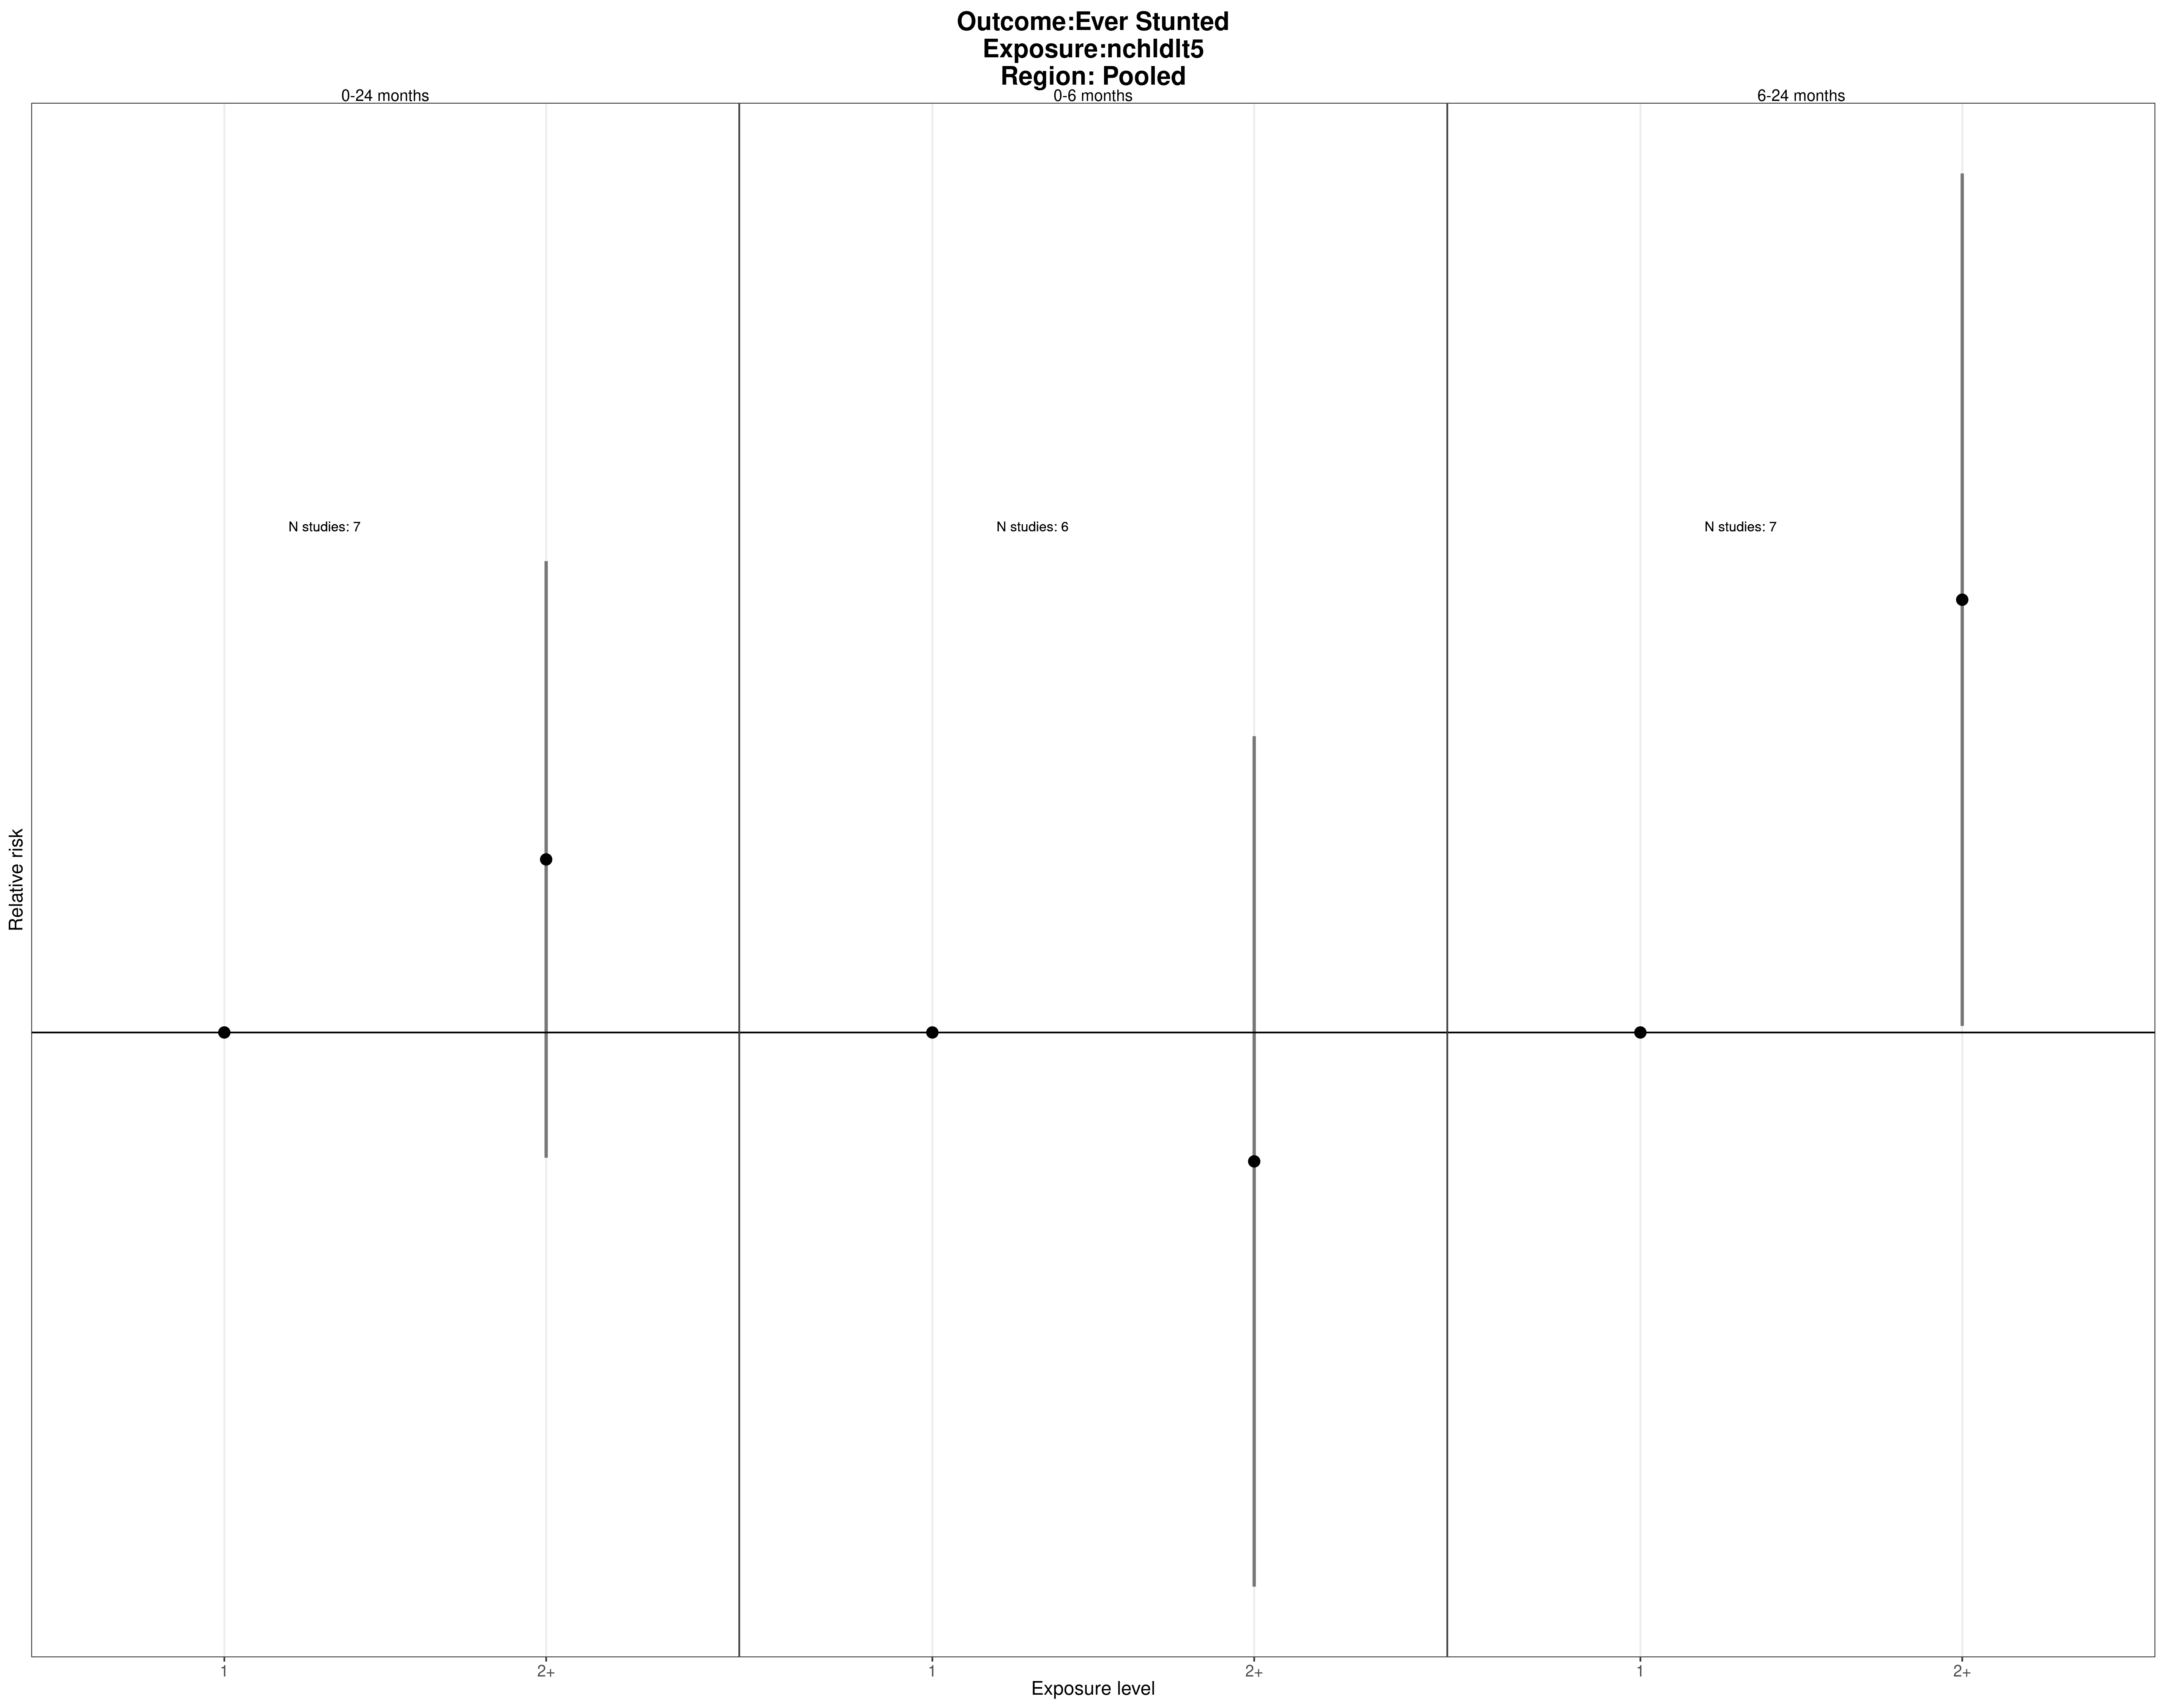 Outcome:Ever Stunted
Exposure:nchldlt5
Region: Pooled
0-24 months
0-6 months
6-24 months
N studies: 7
N studies: 6
N studies: 7
Relative risk
1
2+
1
2+
1
2+
Exposure level